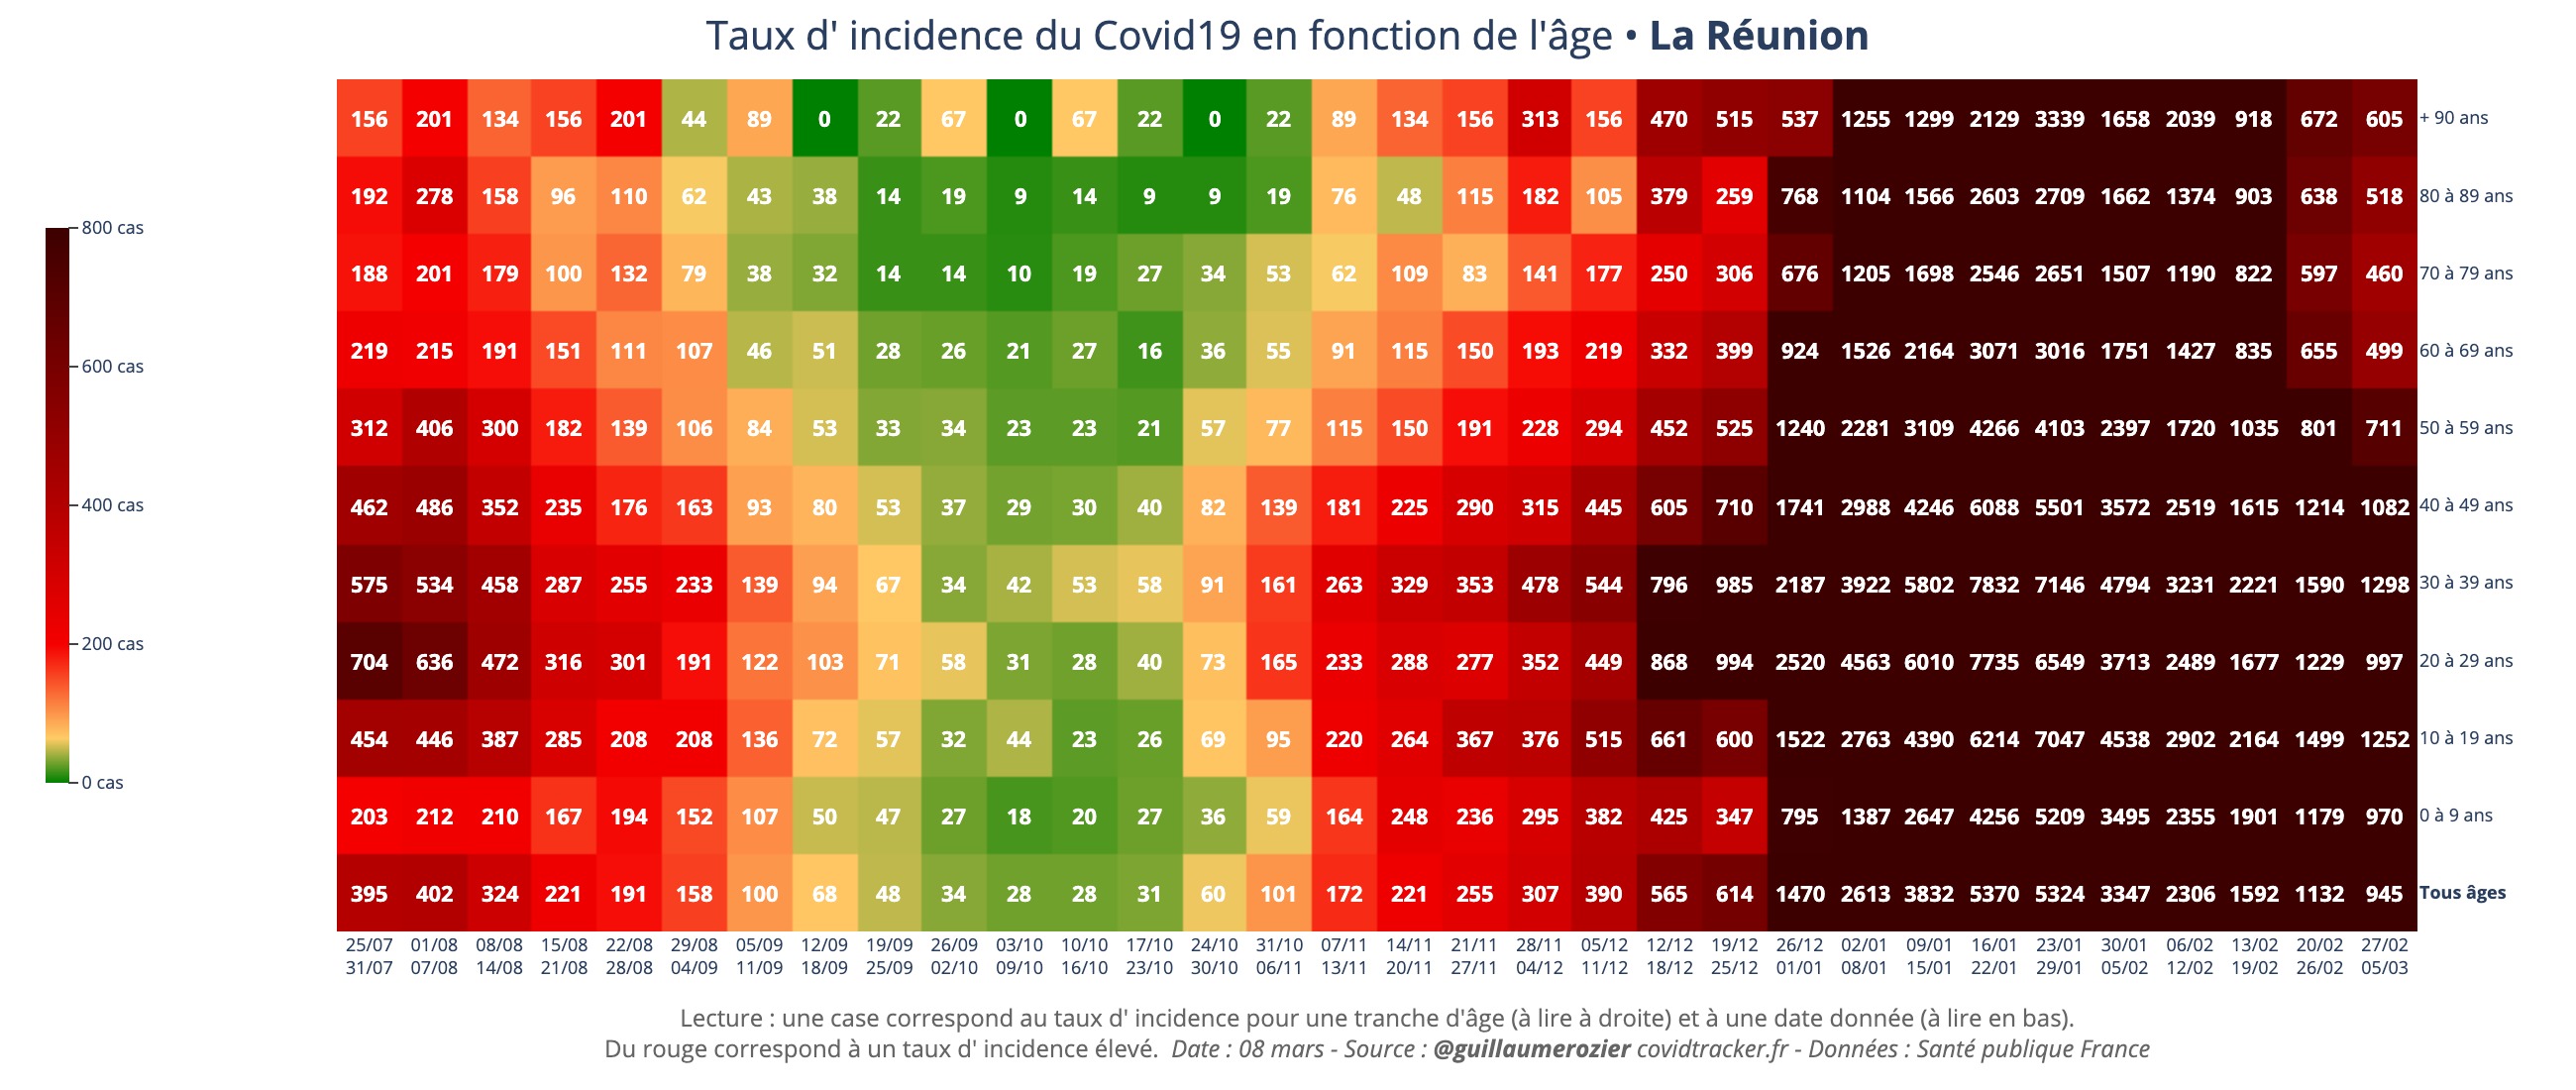 Taux d' incidence du Covid19 en fonction de l'âge • La Réunion
800 cas
600 cas
400 cas
200 cas
0 cas
156 201 134 156 201 44 89 0 22 67 0 67 22 0 22 89 134 156 313 156 470 515 537 1255 1299 2129 3339 1658 2039 918 672 605 + 90 ans
192 278 158 96 110 62 43 38 14 19 9 14 9 9 19 76 48 115 182 105 379 259 768 1104 1566 2603 2709 1662 1374 903 638 518 80 à 89 ans
188 201 179 100 132 79 38 32 14 14 10 19 27 34 53 62 109 83 141 177 250 306 676 1205 1698 2546 2651 1507 1190 822 597 460 70 à 79 ans
219 215 191 151 111 107 46 51 28 26 21 27 16 36 55 91 115 150 193 219 332 399 924 1526 2164 3071 3016 1751 1427 835 655 499 60 à 69 ans
312 406 300 182 139 106 84 53 33 34 23 23 21 57 77 115 150 191 228 294 452 525 1240 2281 3109 4266 4103 2397 1720 1035 801 711 50 à 59 ans
462 486 352 235 176 163 93 80 53 37 29 30 40 82 139 181 225 290 315 445 605 710 1741 2988 4246 6088 5501 3572 2519 1615 1214 1082 40 à 49 ans
575 534 458 287 255 233 139 94 67 34 42 53 58 91 161 263 329 353 478 544 796 985 2187 3922 5802 7832 7146 4794 3231 2221 1590 1298 30 à 39 ans
704 636 472 316 301 191 122 103 71 58 31 28 40 73 165 233 288 277 352 449 868 994 2520 4563 6010 7735 6549 3713 2489 1677 1229 997 20 à 29 ans
454 446 387 285 208 208 136 72 57 32 44 23 26 69 95 220 264 367 376 515 661 600 1522 2763 4390 6214 7047 4538 2902 2164 1499 1252 10 à 19 ans
203 212 210 167 194 152 107 50 47 27 18 20 27 36 59 164 248 236 295 382 425 347 795 1387 2647 4256 5209 3495 2355 1901 1179 970 0 à 9 ans
395 402 324 221 191 158 100 68 48 34 28 28 31 60 101 172 221 255 307 390 565 614 1470 2613 3832 5370 5324 3347 2306 1592 1132 945 Tous âges
25/07 01/08 08/08 15/08 22/08 29/08 05/09 12/09 19/09 26/09 03/10 10/10 17/10 24/10 31/10 07/11 14/11 21/11 28/11 05/12 12/12 19/12 26/12 02/01 09/01 16/01 23/01 30/01 06/02 13/02 20/02 27/02
31/07 07/08 14/08 21/08 28/08 04/09 11/09 18/09 25/09 02/10 09/10 16/10 23/10 30/10 06/11 13/11 20/11 27/11 04/12 11/12 18/12 25/12 01/01 08/01 15/01 22/01 29/01 05/02 12/02 19/02 26/02 05/03
Lecture : une case correspond au taux d' incidence pour une tranche d'âge (à lire à droite) et à une date donnée (à lire en bas).
Du rouge correspond à un taux d' incidence élevé. Date : 08 mars - Source : @guillaumerozier covidtracker.fr - Données : Santé publique France